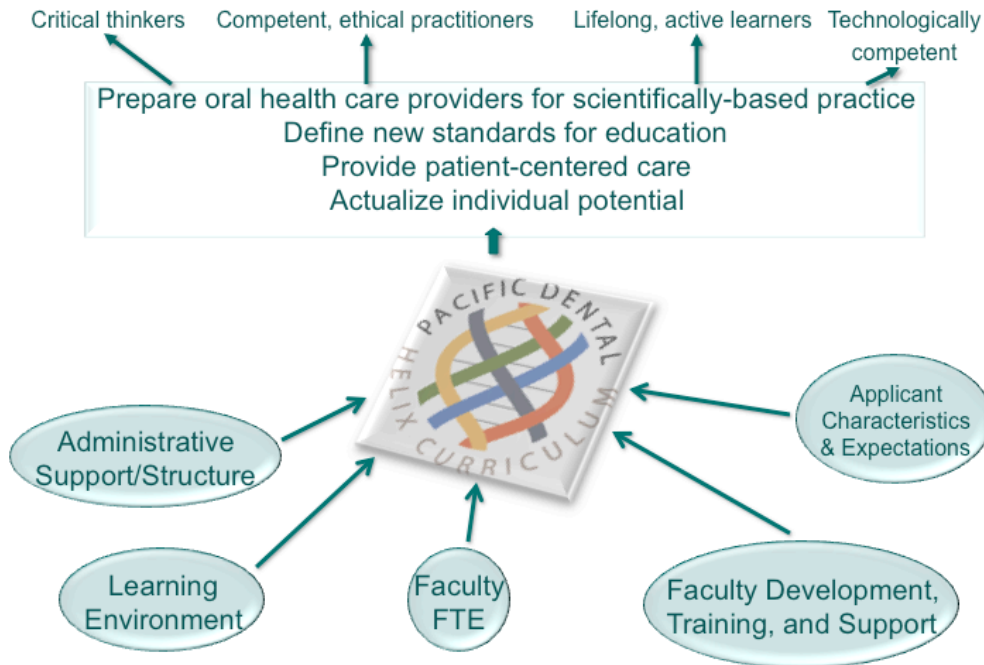 Critical thinkers
Competent, ethical practitioners
Lifelong, active learners
Technologically
competent
Prepare oral health care providers for scientifically-based practice
Define new standards for education
Provide patient-centered care
Actualize individual potential
PACIFIC DENTAL
HELIX CURRICULUM
Applicant
Characteristics
& Expectations
Administrative
Support/Structure
Learning
Environment
Faculty
FTE
Faculty Development,
Training, and Support